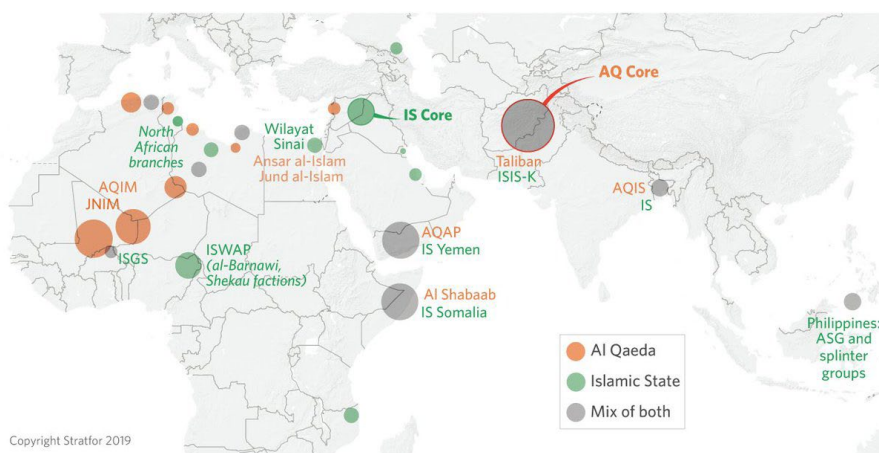 AQ Core
IS Core
North
African
branches
Wilayat
Sinai
Ansar al-Islam
Jund al-Islam
Taliban
ISIS-K
AQIM
JNIM
AQIS
IS
ISGS
ISWAP
(al-Barnawi,
Shekau factions)
AQAP
IS Yemen
Al Shabaab
IS Somalia
Philippines:
ASG and
splinter
groups
Al Qaeda
Islamic State
Mix of both
Copyright Stratfor 2019